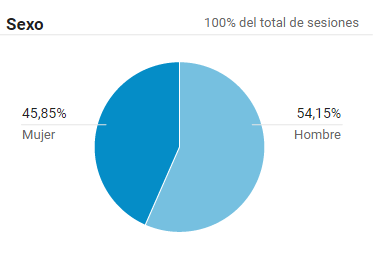 Sexo
100% del total de sesiones
45,85%
Mujer
54,15%
Hombre